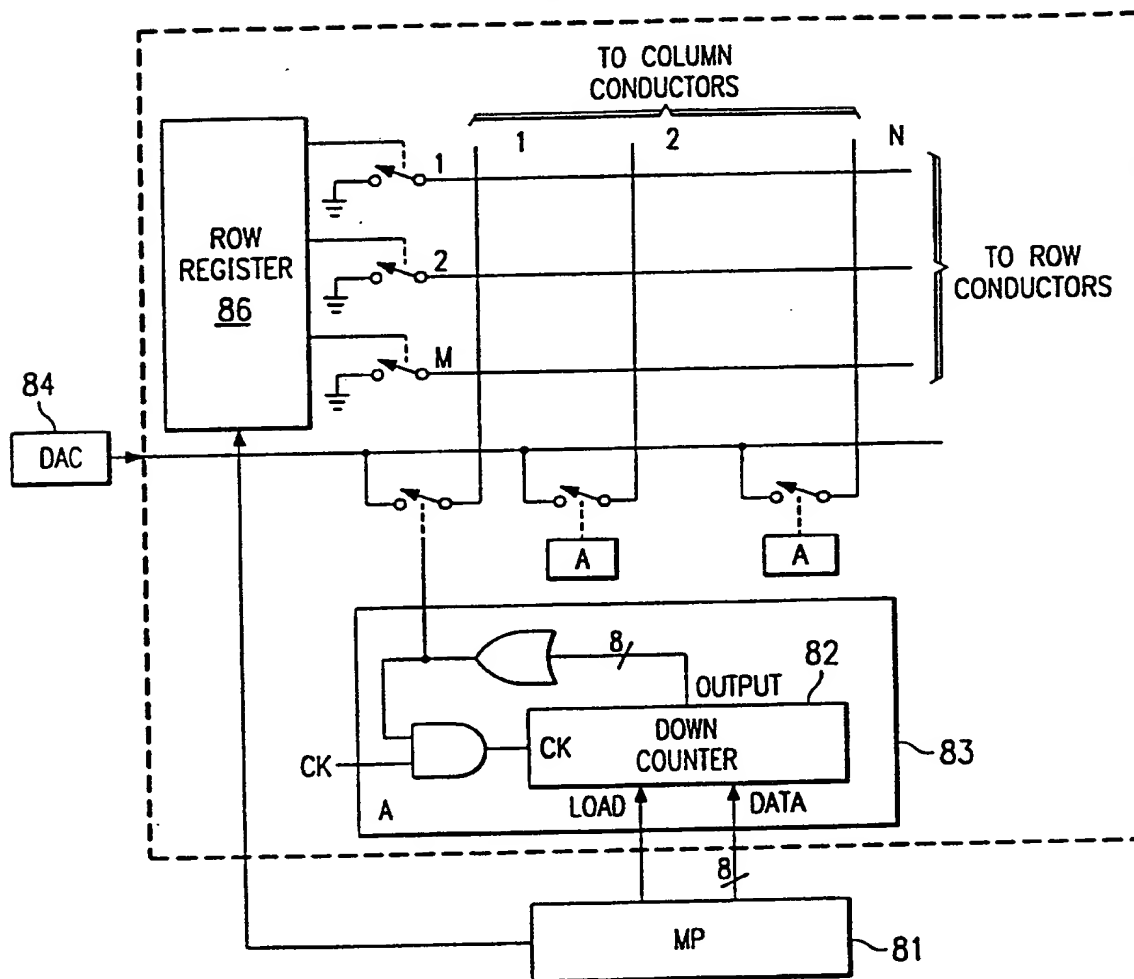 TO COLUMN
CONDUCTORS
1
2
N
1
ROW
REGISTER
86
2
TO ROW
CONDUCTORS
M
84
DAC
A
A
8
OUTPUT
82
CK
DOWN
COUNTER
CK
83
A
LOAD
DATA
8
MP
81